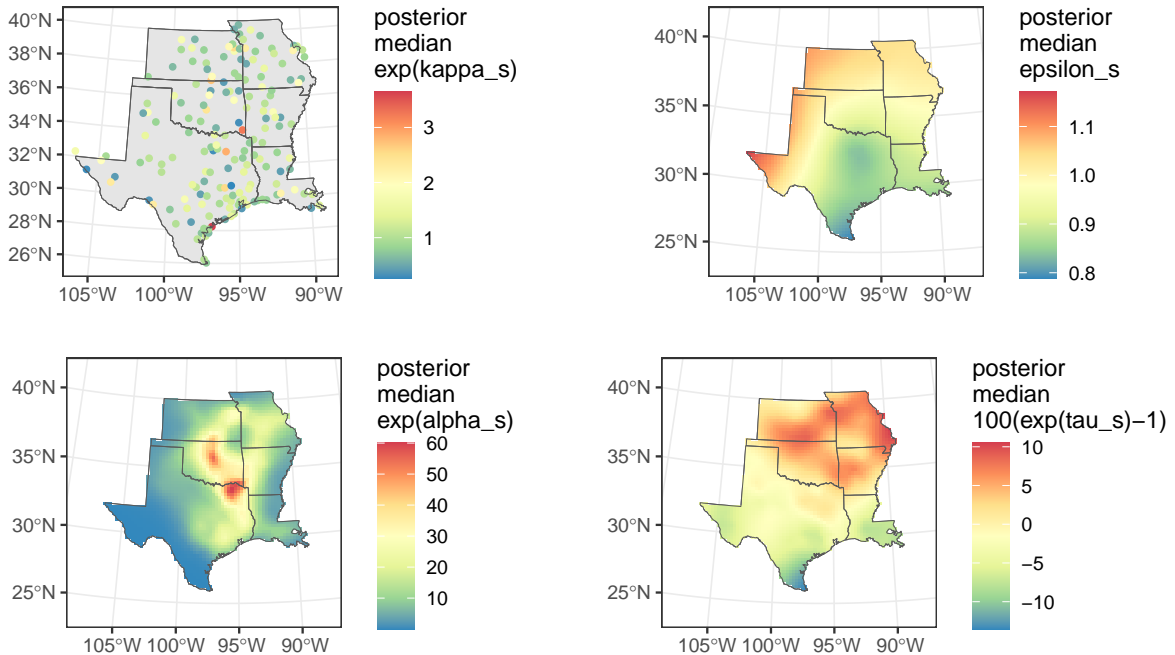 40°N
38°N
36°N
34°N
32°N
30°N
28°N
26°N
105°W 100°W 95°W 90°W
posterior
median
exp(kappa_s)
3
2
1
40°N
35°N
30°N
25°N
105°W 100°W 95°W 90°W
posterior
median
epsilon_s
1.1
1.0
0.9
0.8
40°N
35°N
30°N
25°N
105°W 100°W 95°W 90°W
posterior
median
exp(alpha_s)
60
50
40
30
20
10
40°N
35°N
30°N
25°N
105°W 100°W 95°W 90°W
posterior
median
100(exp(tau_s)−1)
10
5
0
−5
−10